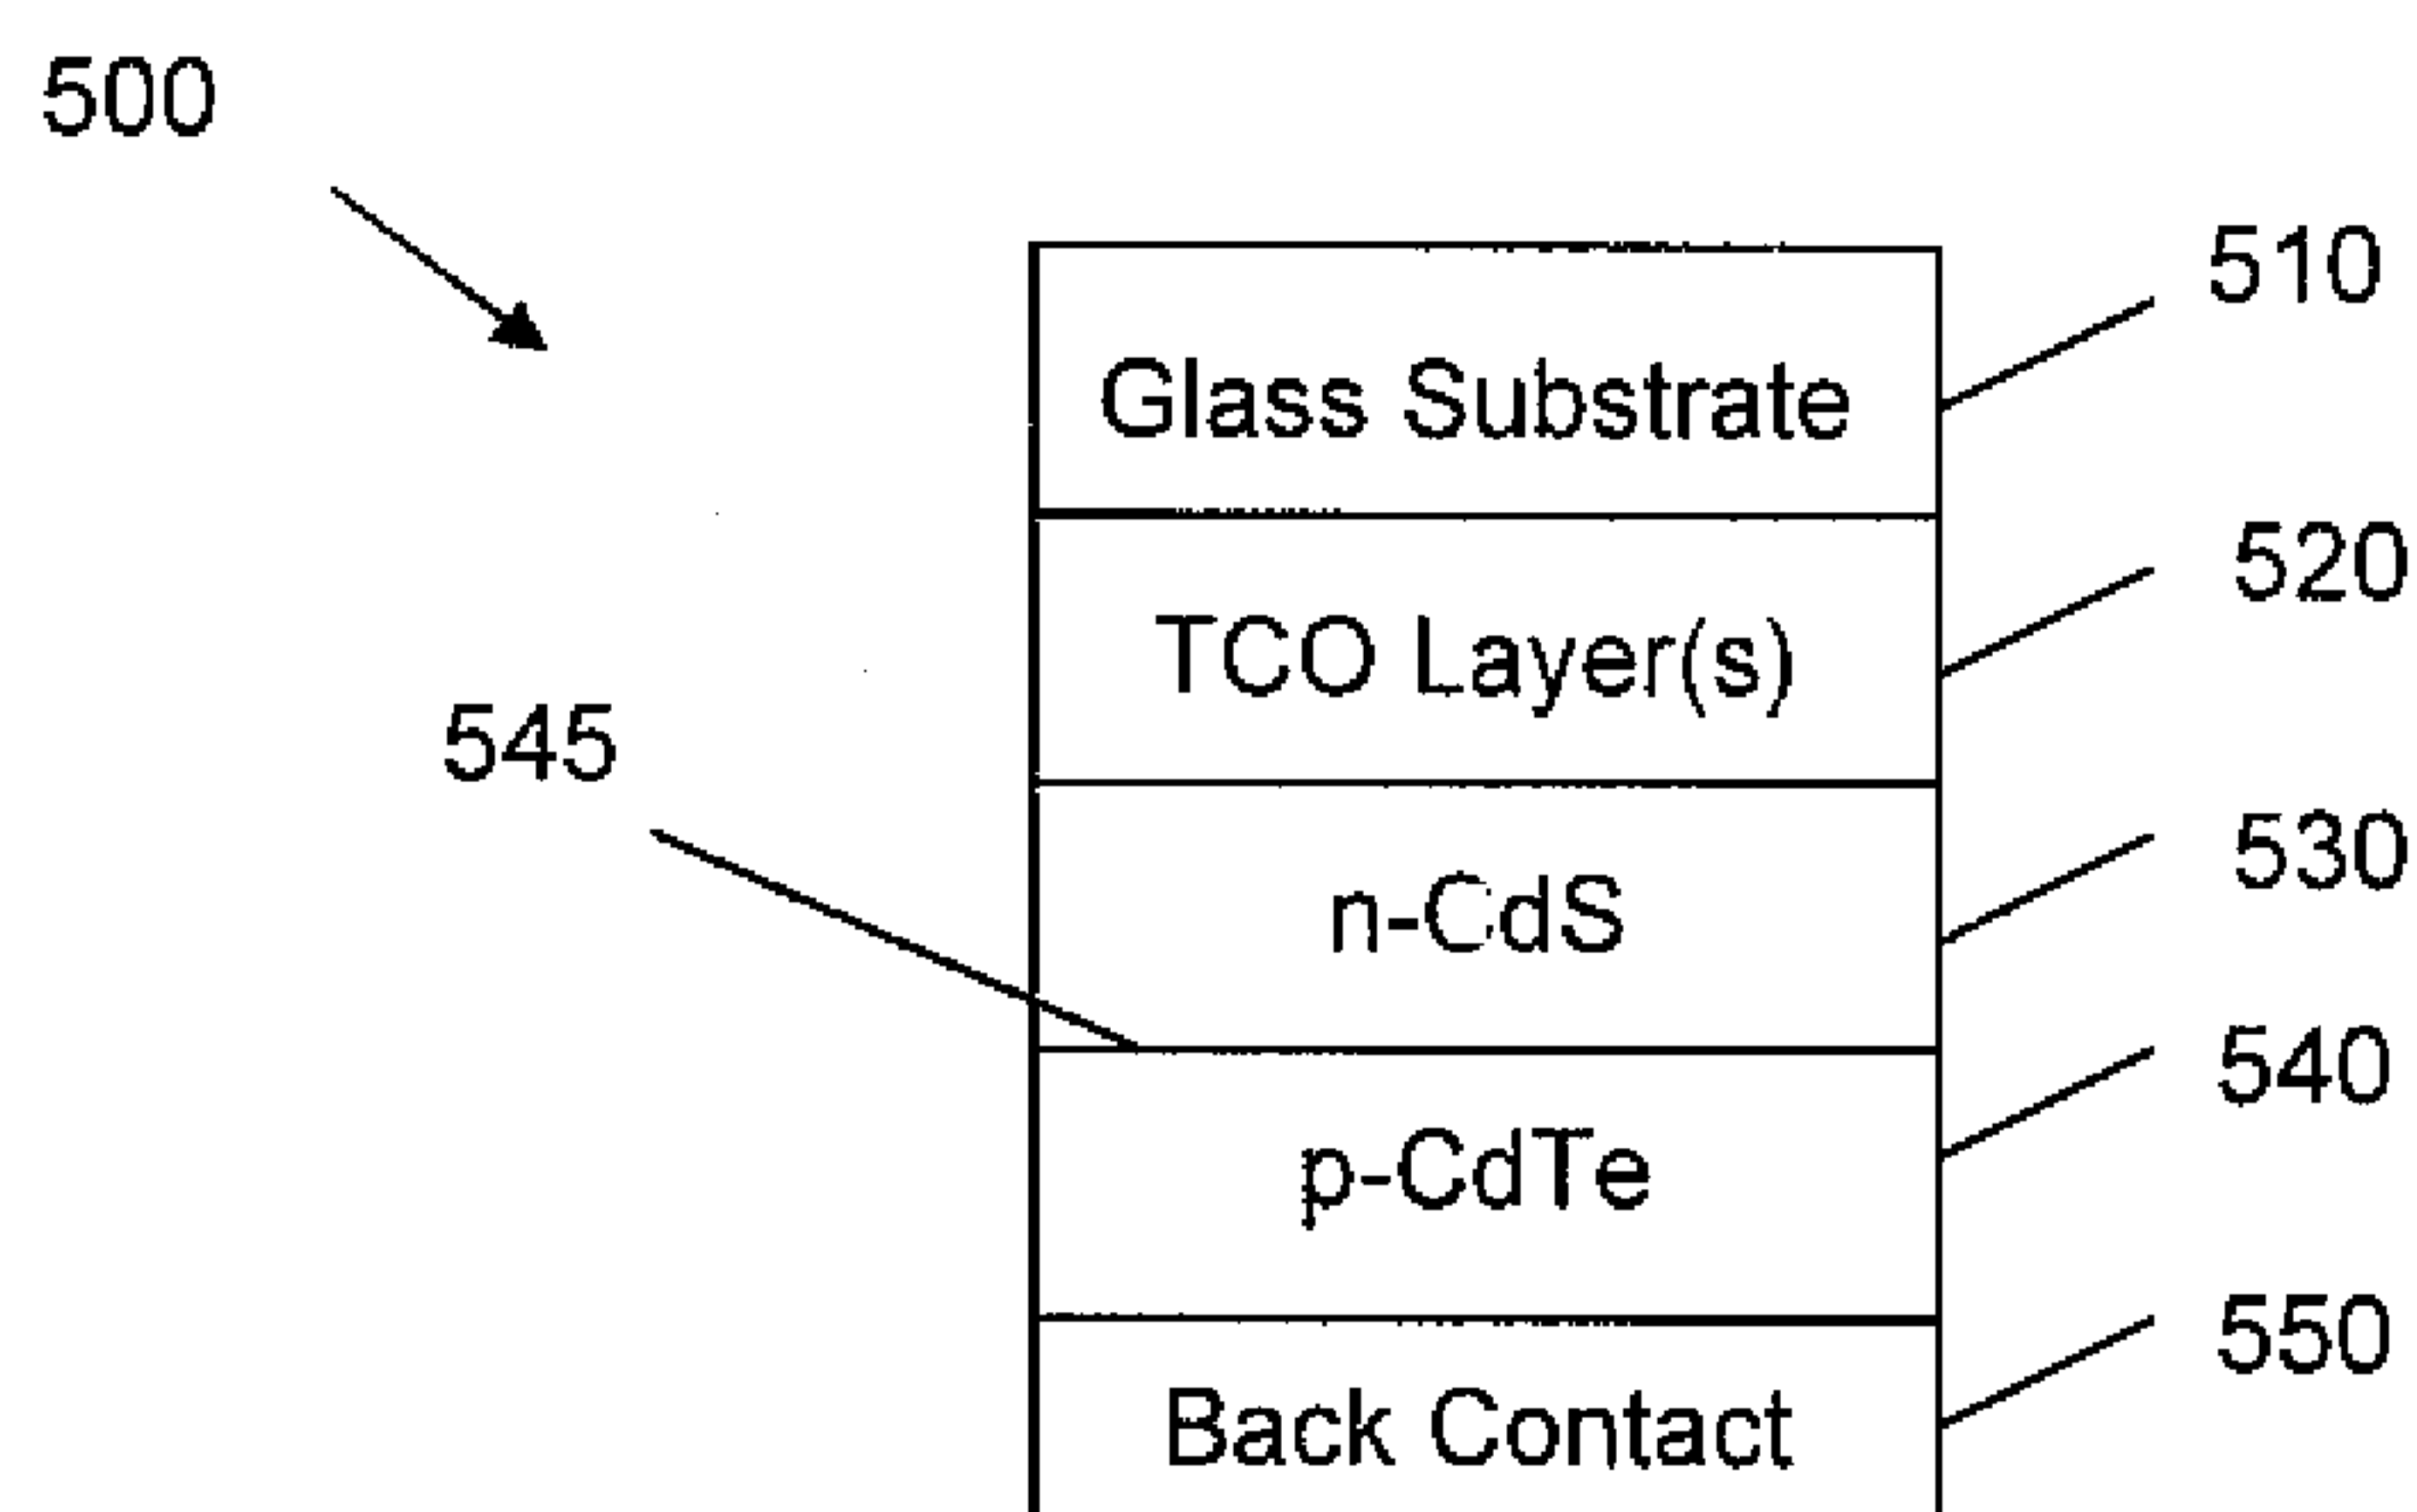 500
510
Glass Substrate
520
TCO Layer(s)
545
530
n-CdS
540
p-CdTe
550
Back Contact